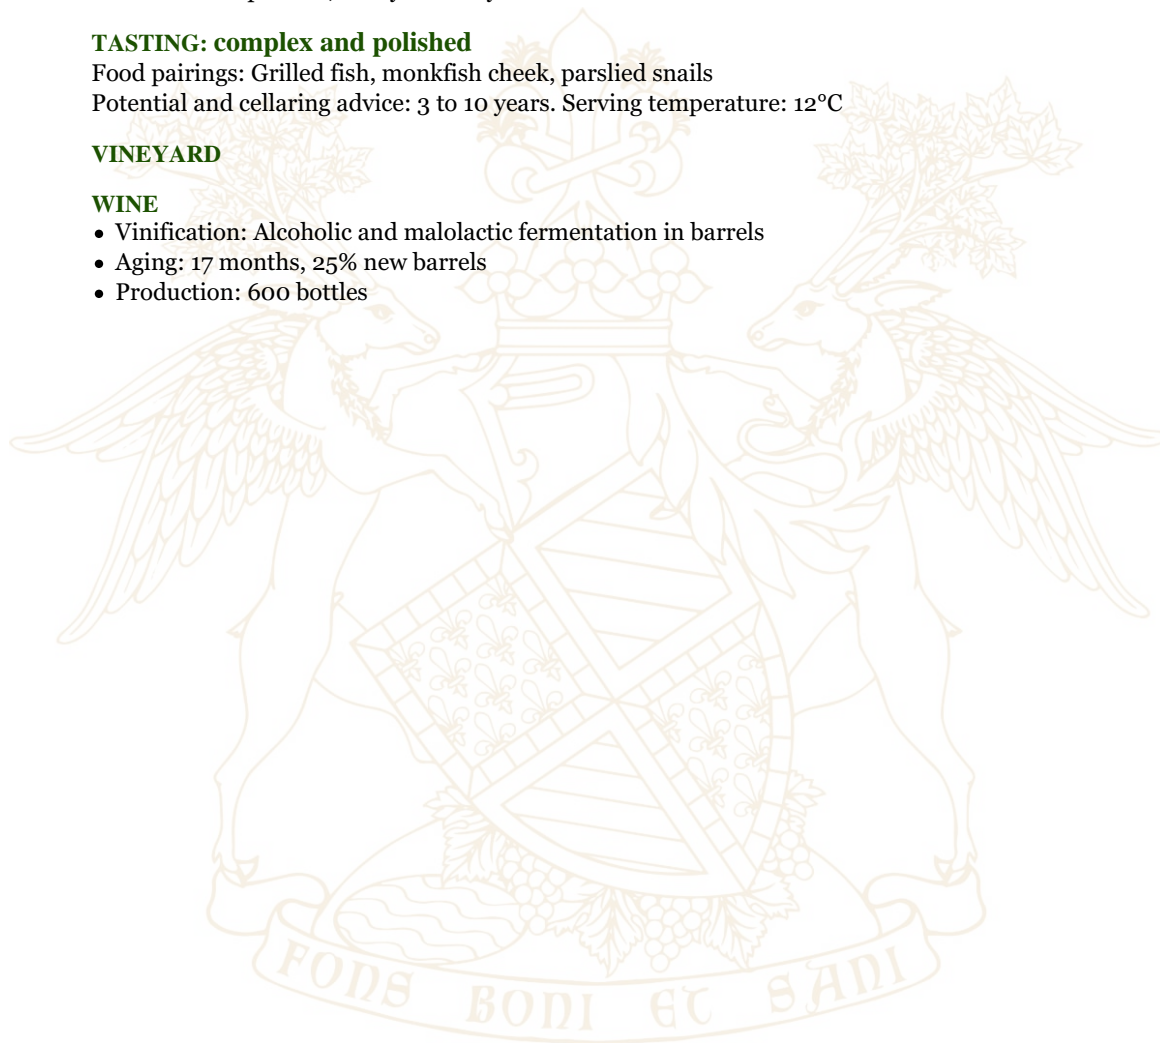 TASTING: complex and polished
Food pairings: Grilled fish, monkfish cheek, parslied snails
Potential and cellaring advice: 3 to 10 years. Serving temperature: 12°C
VINEYARD
WINE
• Vinification: Alcoholic and malolactic fermentation in barrels
• Aging: 17 months, 25% new barrels
• Production: 600 bottles
FONS BONI ET SANI